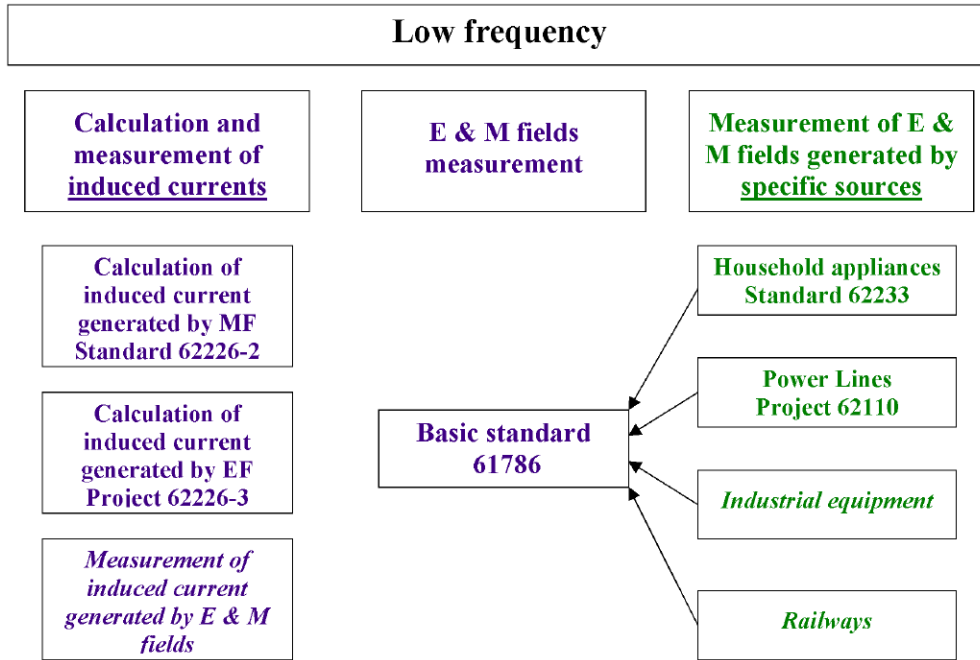 Low frequency
Calculation and
measurement of
induced currents
E & M fields
measurement
Measurement of E &
M fields generated by
specific sources
Calculation of
induced current
generated by MF
Standard 62226-2
Calculation of
induced current
generated by EF
Project 62226-3
Measurement of
induced current
generated by E & M
fields
Basic standard
61786
Household appliances
Standard 62233
Power Lines
Project 62110
Industrial equipment
Railways